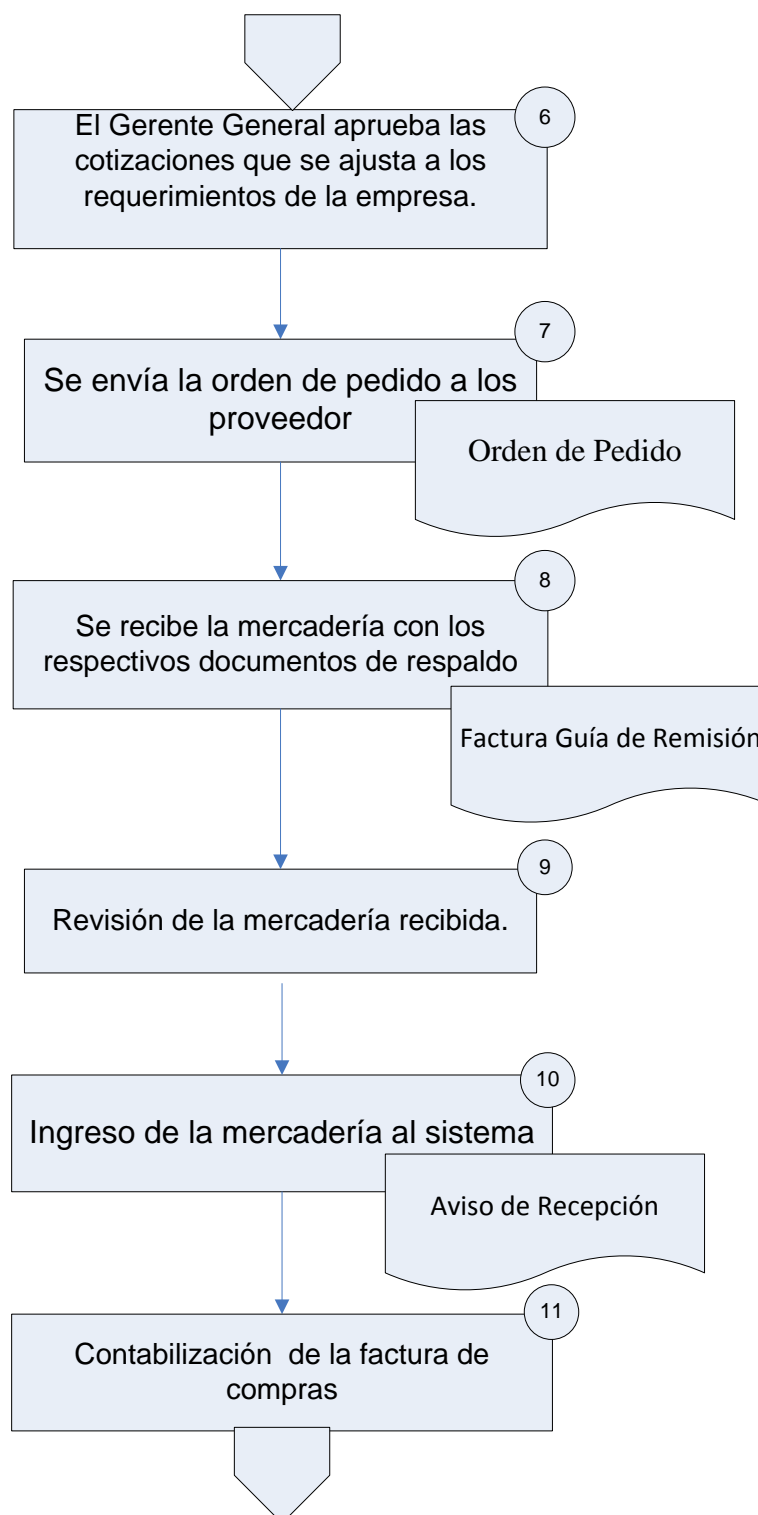 6
El Gerente General aprueba las
cotizaciones que se ajusta a los
requerimientos de la empresa.
7
Se envía la orden de pedido a los
proveedor
Orden de Pedido
8
Se recibe la mercadería con los
respectivos documentos de respaldo
Factura Guía de Remisión
9
Revisión de la mercadería recibida.
10
Ingreso de la mercadería al sistema
Aviso de Recepción
11
Contabilización  de la factura de
compras